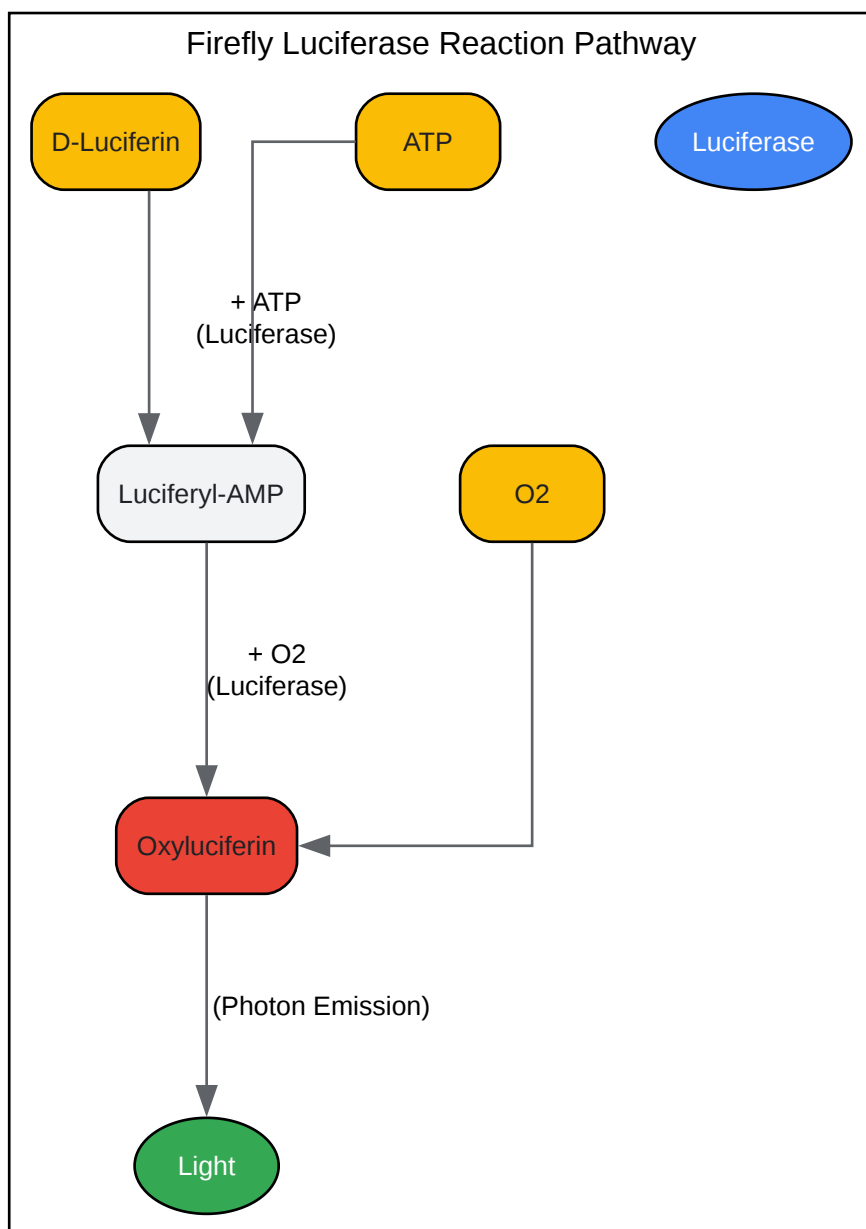 Firefly Luciferase Reaction Pathway
D-Luciferin
ATP
Luciferase
+ ATP
(Luciferase)
Luciferyl-AMP
O2
+ O2
(Luciferase)
Oxyluciferin
(Photon Emission)
Light